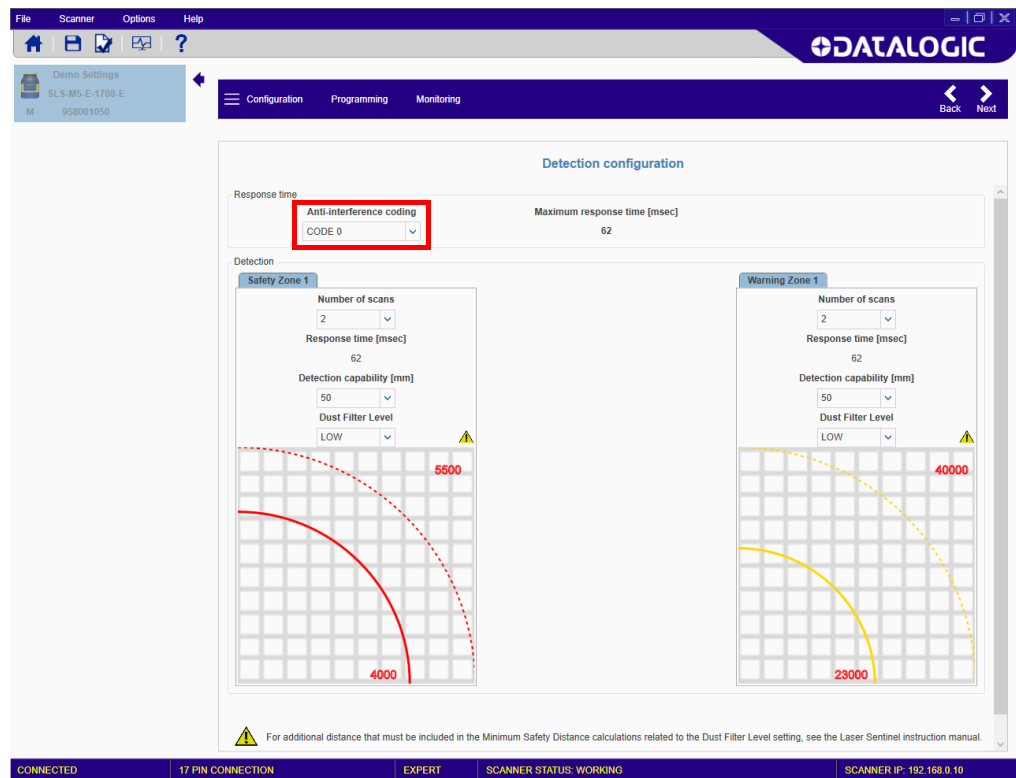 File Scanner Options Help
DATALOGIC
Demo Settings
SLS-M5-E-1708-E
M 958001050
Configuration Programming Monitoring
Back Next
Detection configuration
Response time
Anti-interference coding Maximum response time [msec]
CODE 0 62
Detection
Safety Zone 1 Warning Zone 1
Number of scans Number of scans
2 2
Response time [msec] Response time [msec]
62 62
Detection capability [mm] Detection capability [mm]
50 50
Dust Filter Level Dust Filter Level
LOW LOW
5500 40000
4000 23000
For additional distance that must be included in the Minimum Safety Distance calculations related to the Dust Filter Level setting, see the Laser Sentinel instruction manual.
CONNECTED 17 PIN CONNECTION EXPERT SCANNER STATUS: WORKING SCANNER IP: 192.168.0.10